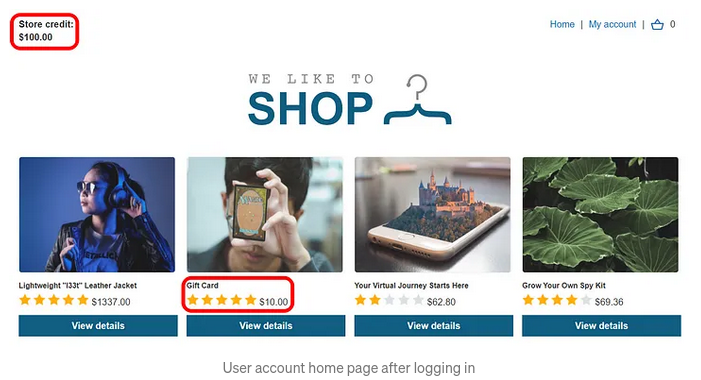 Store credit:
$100.00
Home | My account | 0
WE LIKE TO
SHOP
Lightweight "l33t" Leather Jacket
$1337.00
View details
Gift Card
$10.00
View details
Your Virtual Journey Starts Here
$62.80
View details
Grow Your Own Spy Kit
$69.36
View details
User account home page after logging in